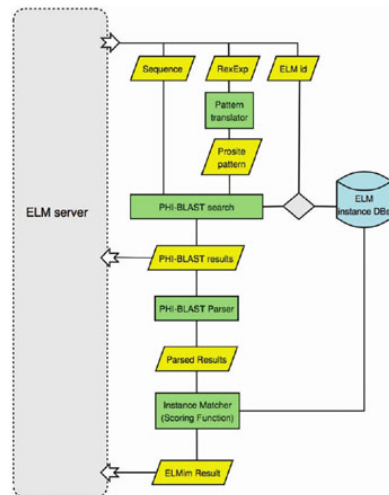 Sequence
RexExp
ELM id
Pattern
translator
Prosite
pattern
ELM server
PHI-BLAST search
ELM
instance DBs
PHI-BLAST results
PHI-BLAST Parser
Parsed Results
Instance Matcher
(Scoring Function)
ELMim Result